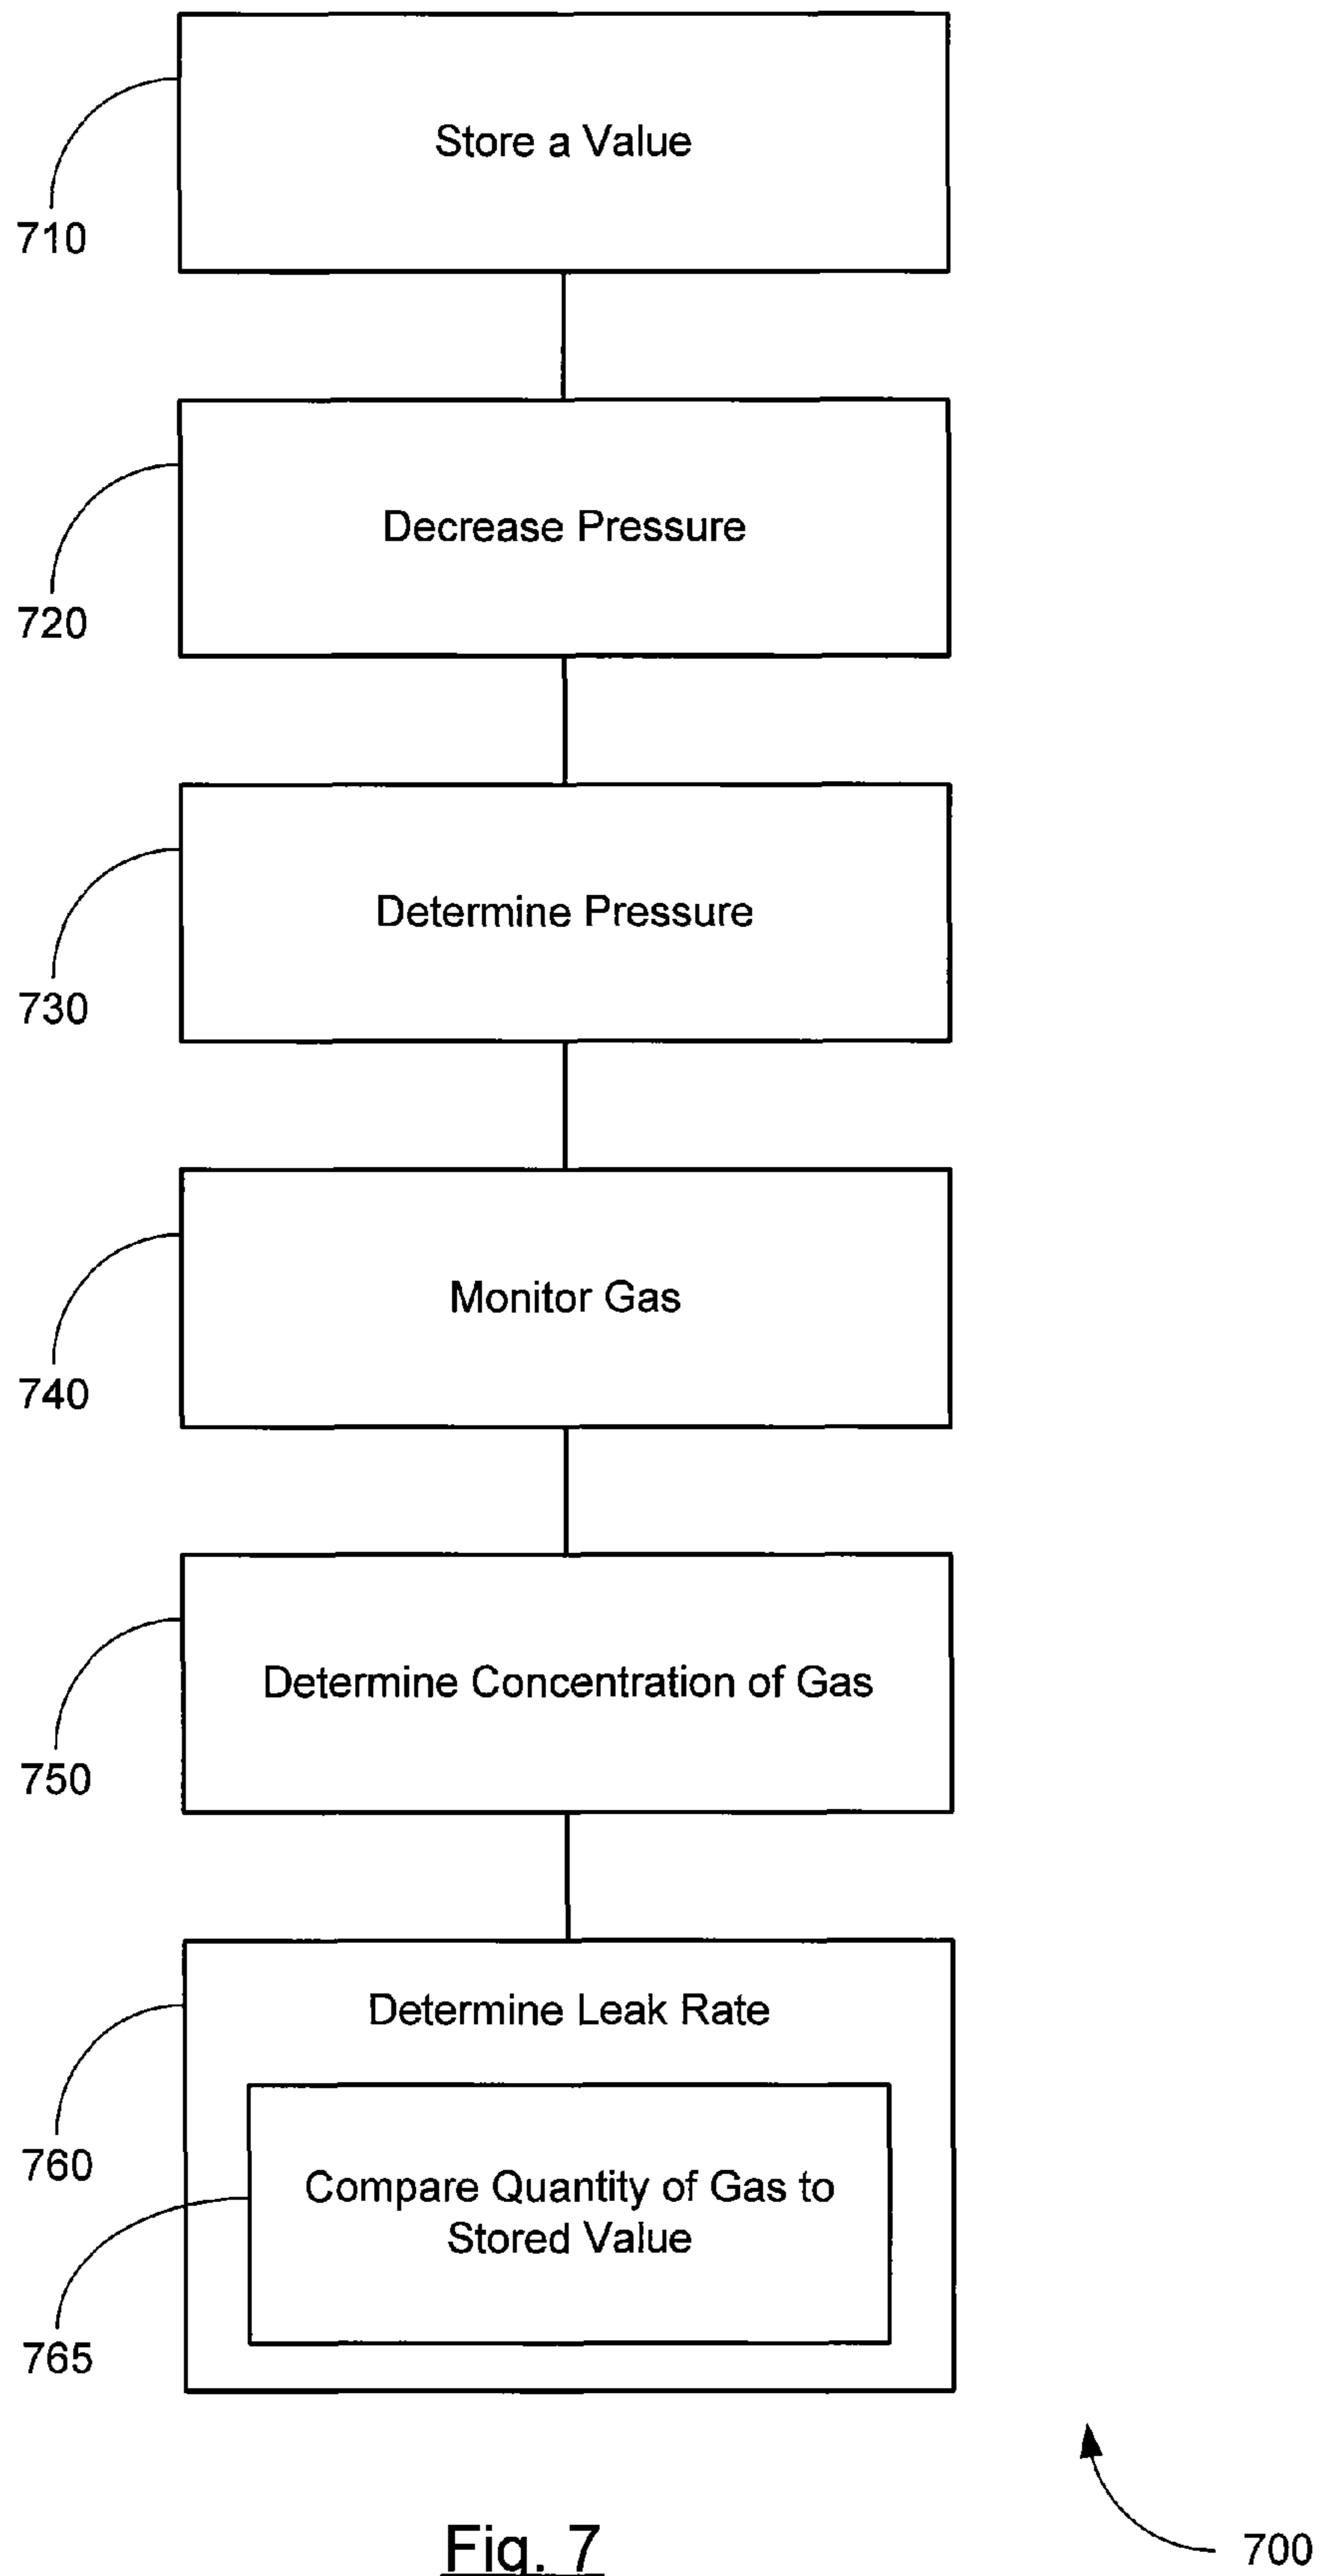 Store a Value
710
Decrease Pressure
720
Determine Pressure
730
Monitor Gas
740
Determine Concentration of Gas
750
Determine Leak Rate
760
Compare Quantity of Gas to
Stored Value
765
Fig. 7
700